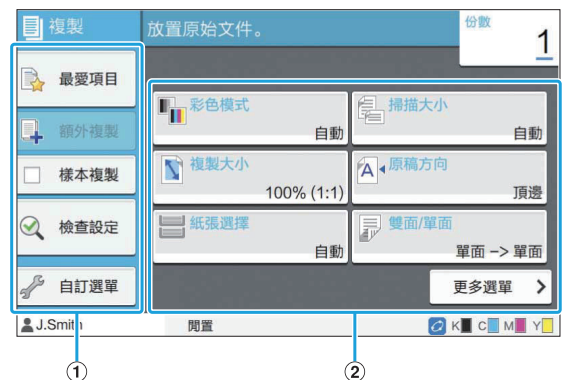 複製
放置原始文件。
份數
1
最愛項目
額外複製
樣本複製
檢查設定
自訂選單
彩色模式
自動
掃描大小
自動
複製大小
100% (1:1)
原稿方向
頂邊
紙張選擇
自動
雙面/單面
單面 -> 單面
更多選單
J.Smith
閒置
K C M Y
1
2